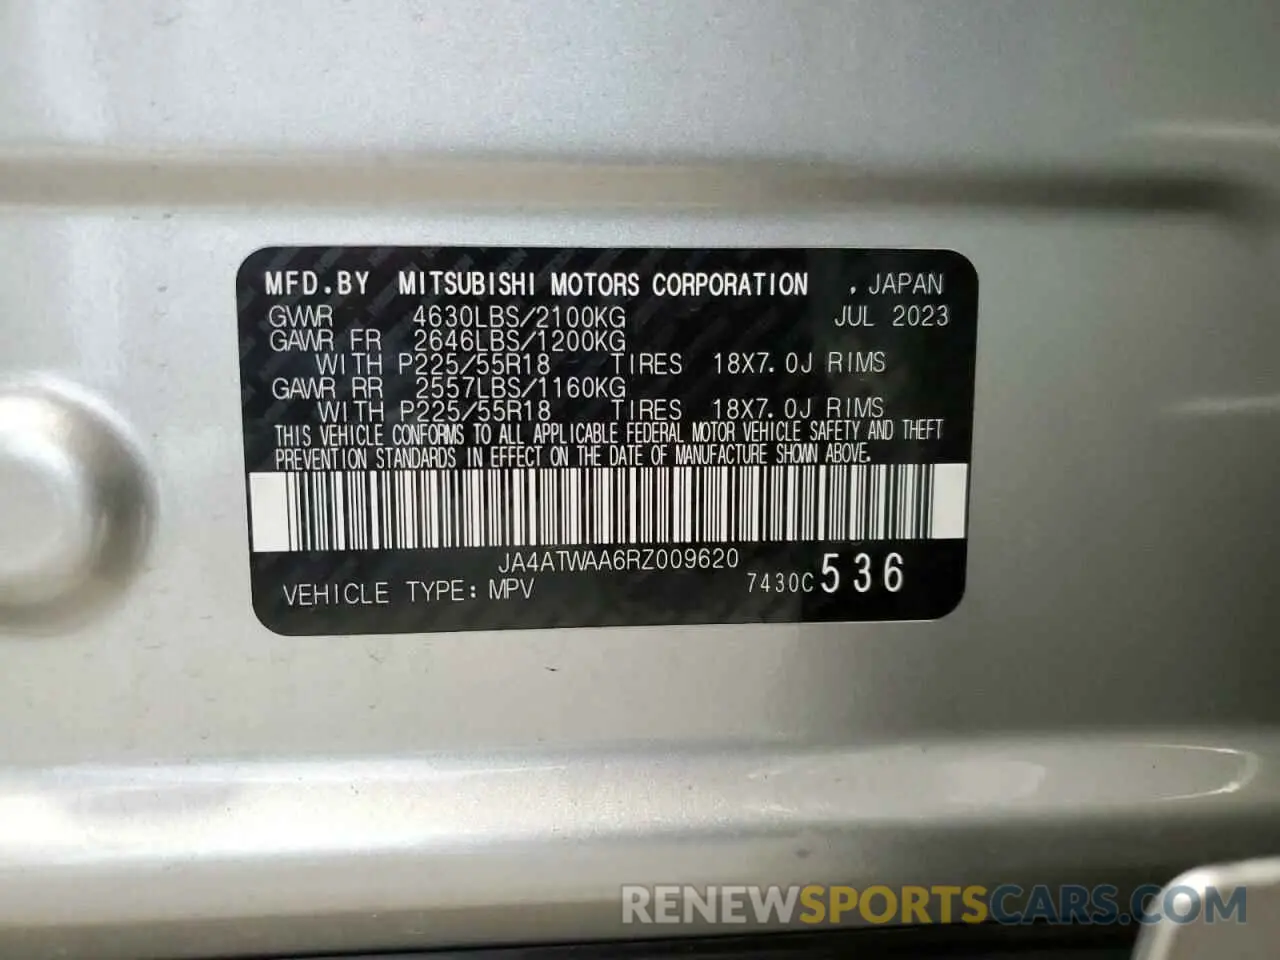 MFD.BY MITSUBISHI MOTORS CORPORATION , JAPAN
GVWR 4630LBS/2100KG JUL 2023
GAWR FR 2646LBS/1200KG
WITH P225/55R18 TIRES 18X7.0J RIMS
GAWR RR 2557LBS/1160KG
WITH P225/55R18 TIRES 18X7.0J RIMS
THIS VEHICLE CONFORMS TO ALL APPLICABLE FEDERAL MOTOR VEHICLE SAFETY AND THEFT
PREVENTION STANDARDS IN EFFECT ON THE DATE OF MANUFACTURE SHOWN ABOVE.
JA4ATWAA6RZ009620
VEHICLE TYPE: MPV 7430C 536
RENEWSPORTSCARS.COM